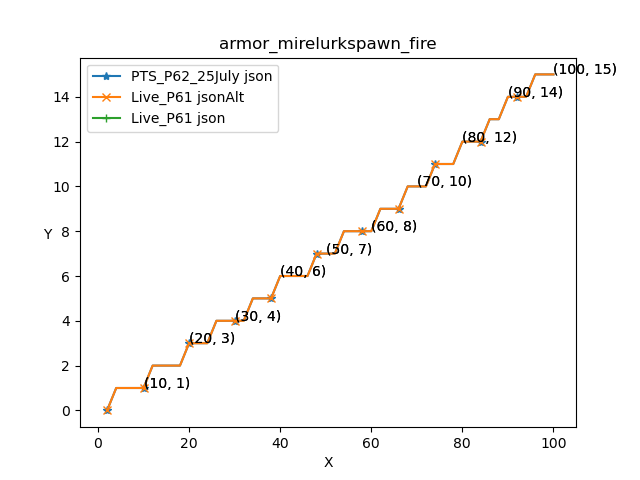 armor_mirelurkspawn_fire
PTS_P62_25July json
Live_P61 jsonAlt
Live_P61 json
(100, 15)
(90, 14)
(80, 12)
(70, 10)
(60, 8)
(50, 7)
(40, 6)
(30, 4)
(20, 3)
(10, 1)
14
12
10
8
6
4
2
0
Y
0 20 40 60 80 100
X